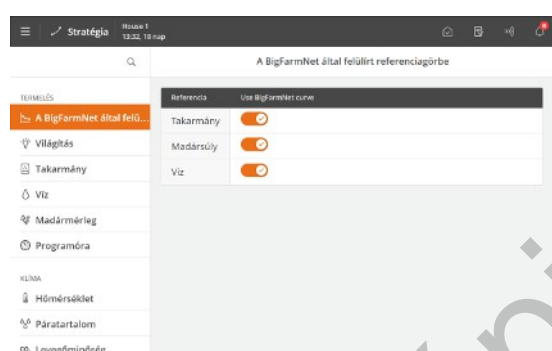 Stratégia
House 1
13:32, 18 nap
A BigFarmNet által felülírt referenciagörbe
TERMELÉS
A BigFarmNet által felü...
Világítás
Takarmány
Víz
Madármérleg
Programóra
KLÍMA
Hőmérséklet
Páratartalom
Levegőminőség
Referencia
Use BigFarmNet curve
Takarmány
Madársúly
Víz